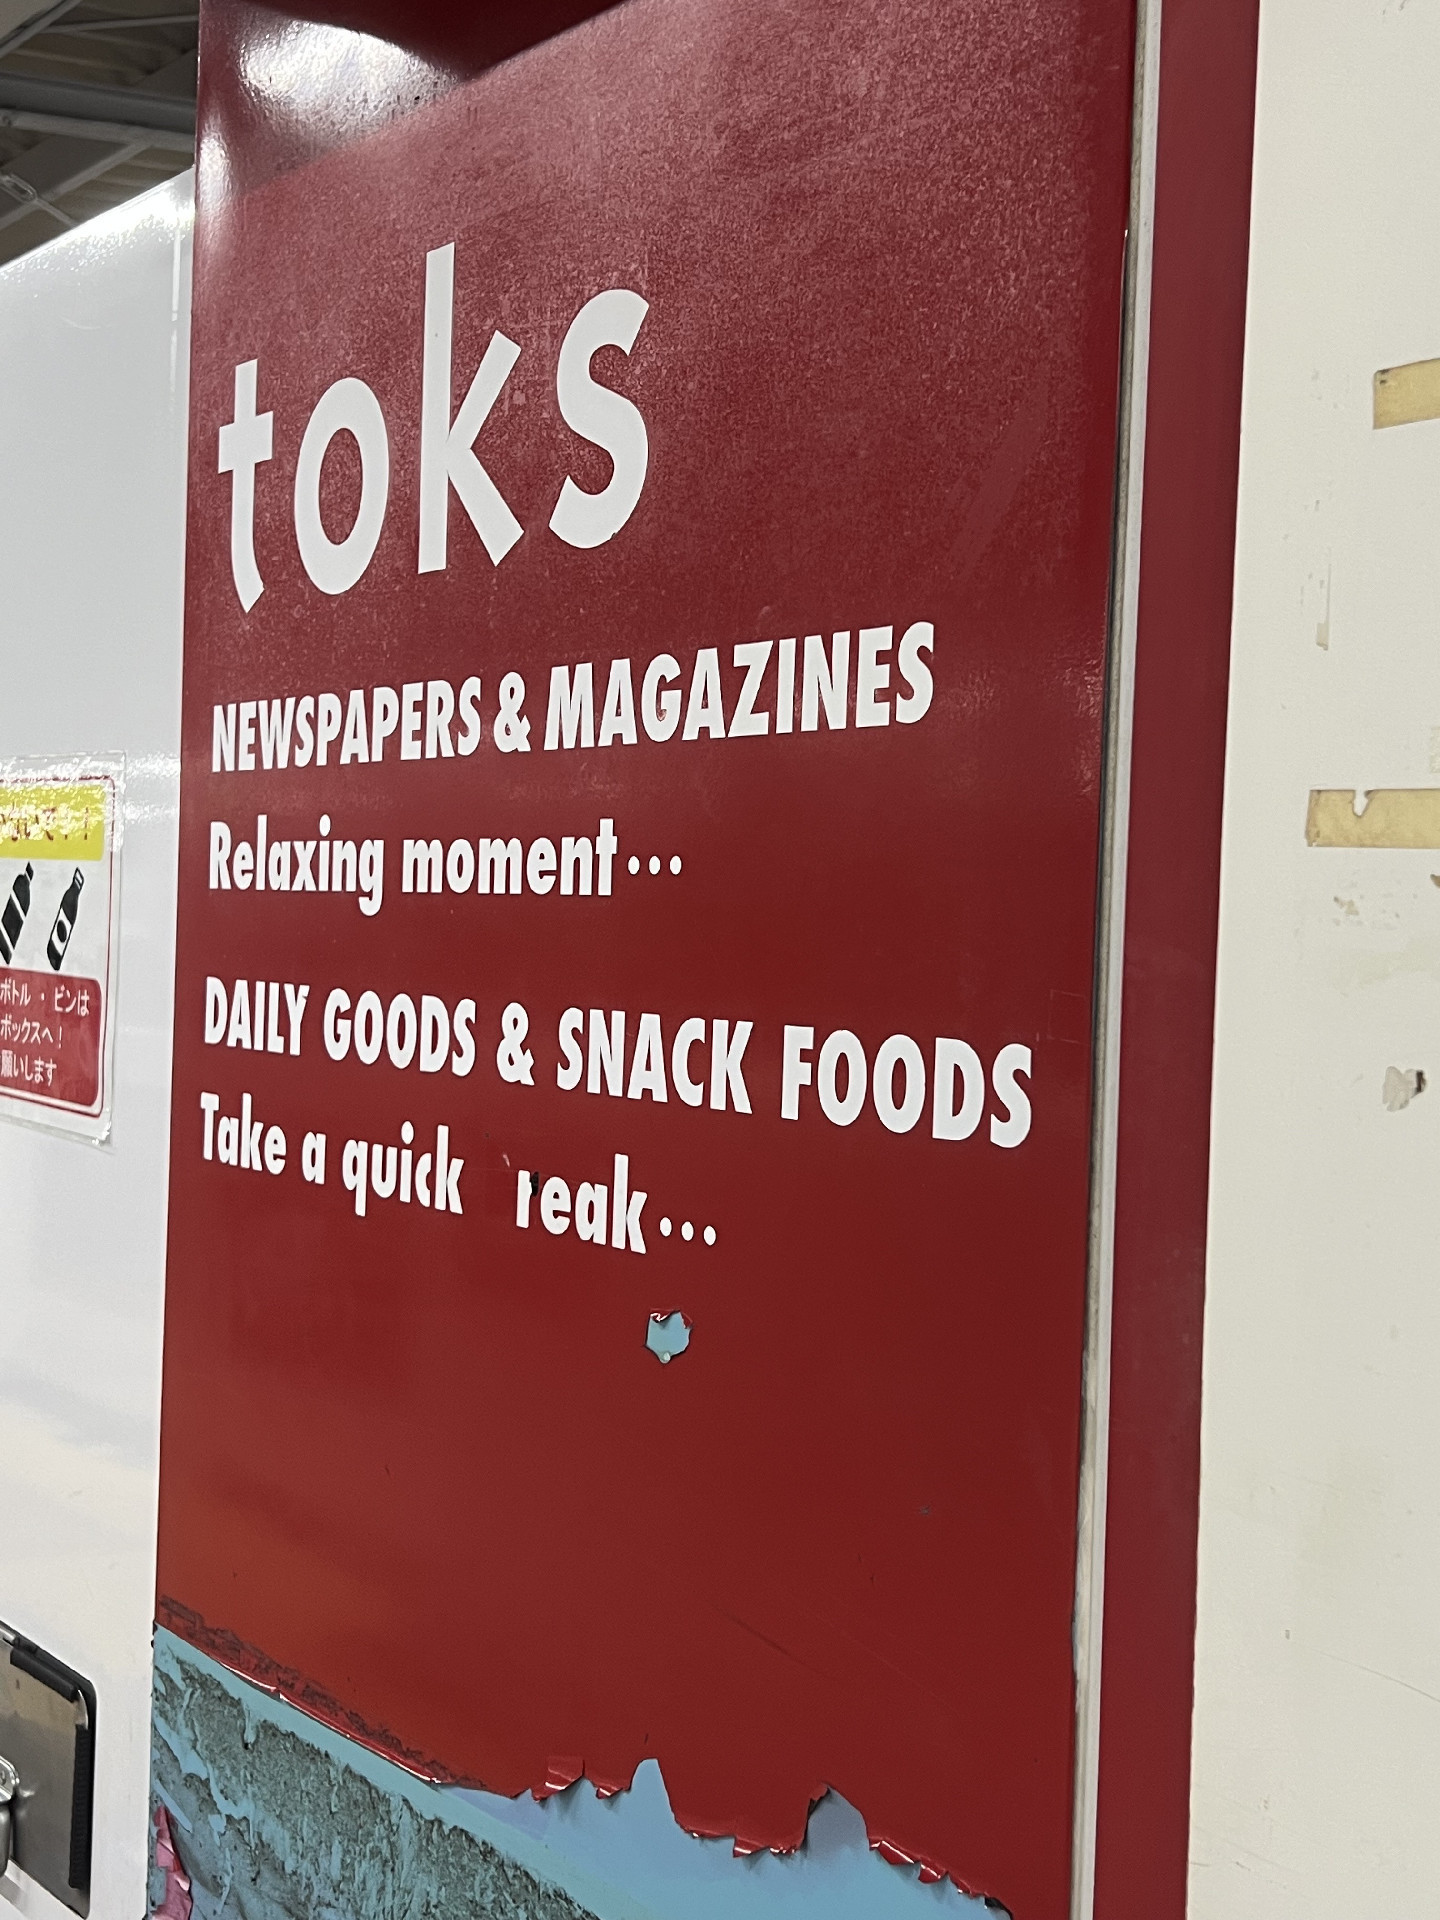 toks
NEWSPAPERS & MAGAZINES
Relaxing moment…
DAILY GOODS & SNACK FOODS
Take a quick reak…
ボトル・ビンは
ボックスへ！
願いします